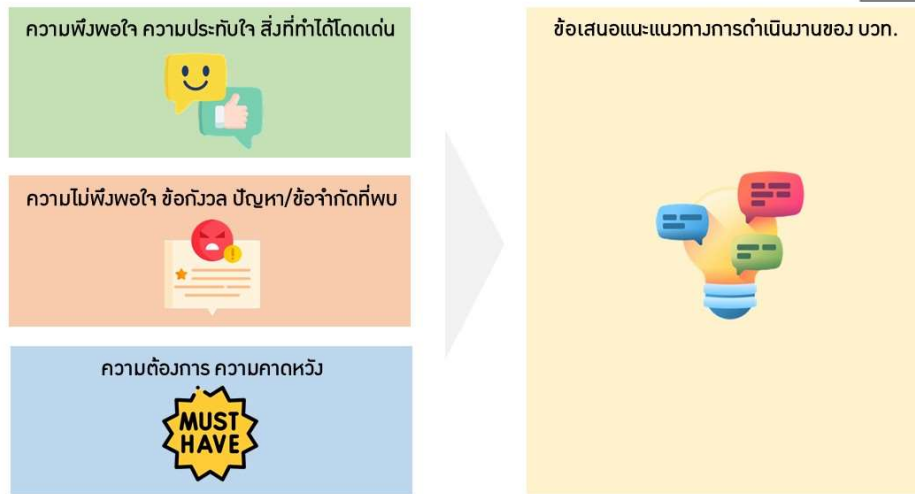 ความพึงพอใจ ความประทับใจ สิ่งที่ทำได้โดดเด่น
ความไม่พึงพอใจ ข้อกังวล ปัญหา/ข้อจำกัดที่พบ
ความต้องการ ความคาดหวัง
MUST
HAVE
ข้อเสนอแนะแนวทางการดำเนินงานของ บวท.